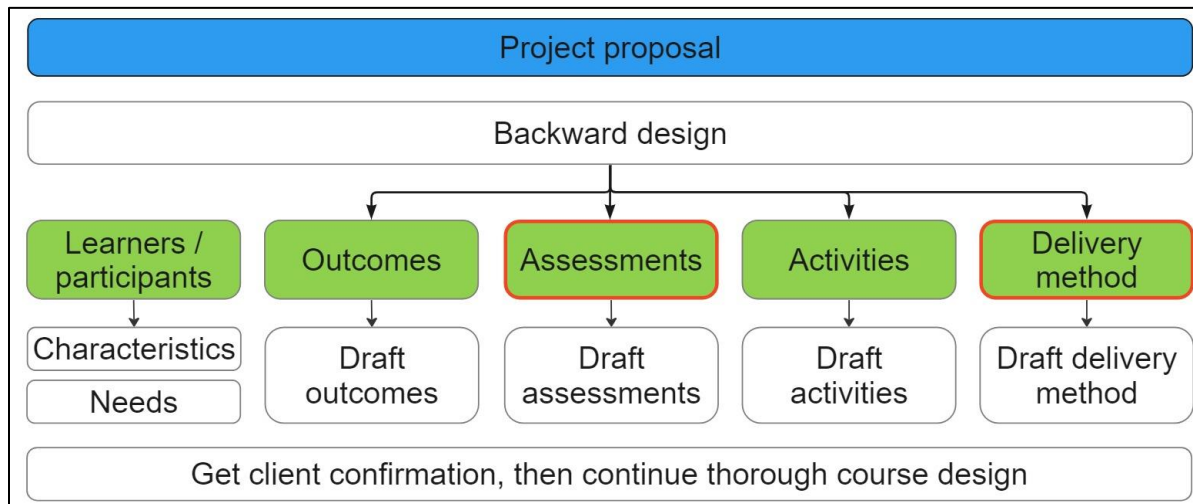 Project proposal
Backward design
Learners /
participants
Outcomes
Assessments
Activities
Delivery
method
Characteristics
Needs
Draft
outcomes
Draft
assessments
Draft
activities
Draft delivery
method
Get client confirmation, then continue thorough course design